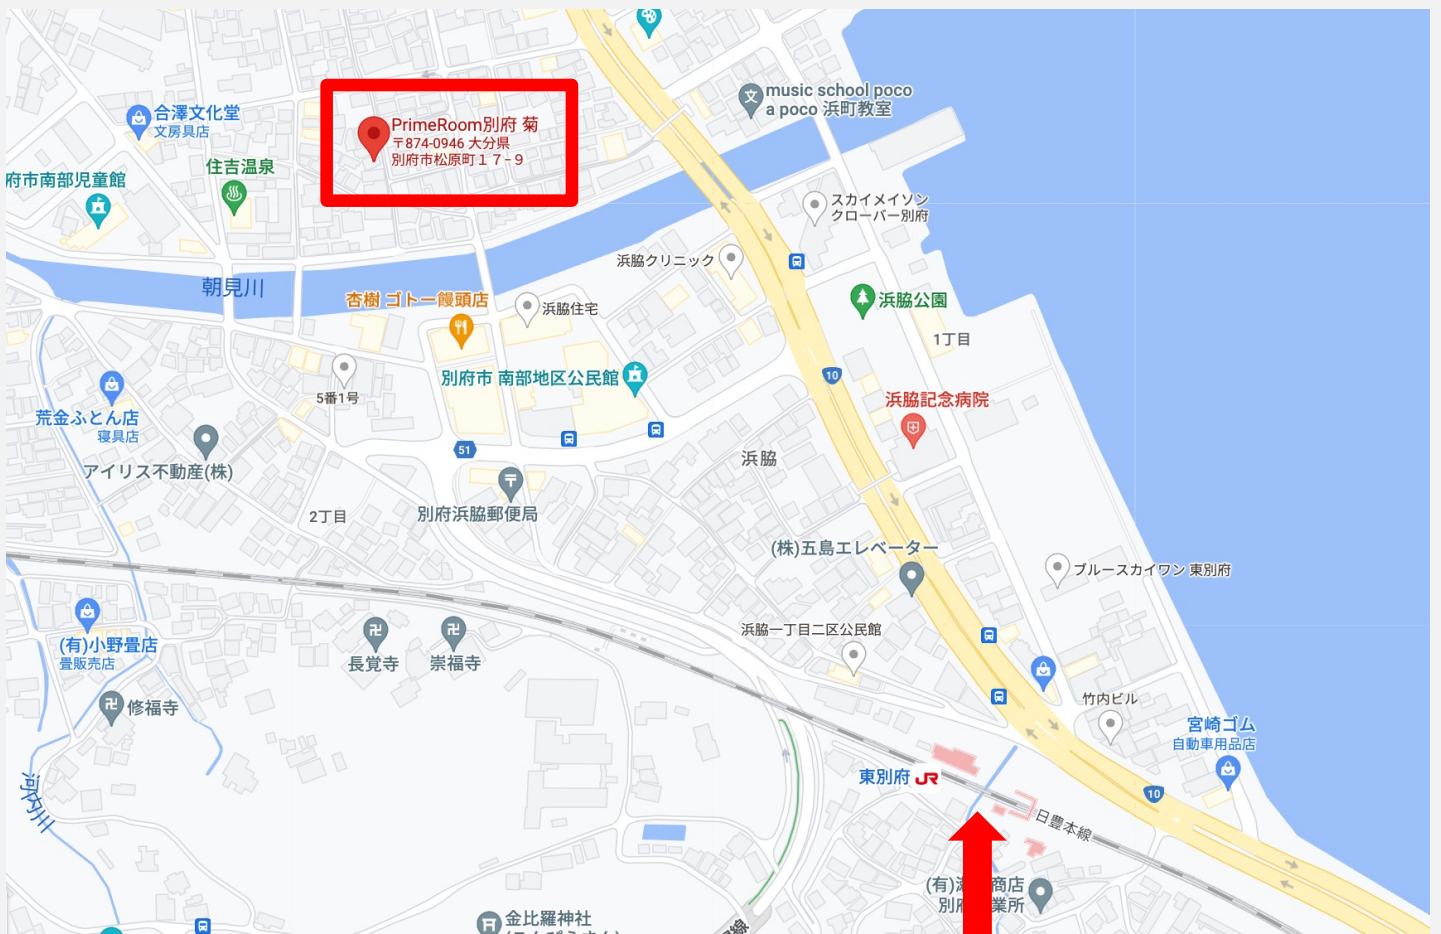 music school poco
a poco 浜町教室
合澤文化堂
文房具店
PrimeRoom別府 菊
〒874-0946 大分県
別府市松原町１７−９
住吉温泉
府市南部児童館
スカイメイソン
クローバー別府
浜脇クリニック
朝見川
杏樹 ゴトー饅頭店
浜脇住宅
浜脇公園
1丁目
別府市 南部地区公民館
10
5番1号
浜脇記念病院
荒金ふとん店
寝具店
51
アイリス不動産(株)
浜脇
2丁目
別府浜脇郵便局
(株)五島エレベーター
ブルースカイワン 東別府
浜脇一丁目二区公民館
(有)小野畳店
畳販売店
長覚寺
崇福寺
修福寺
竹内ビル
宮崎ゴム
自動車用品店
東別府 JR
河内川
10
日豊本線
商店
業所
金比羅神社